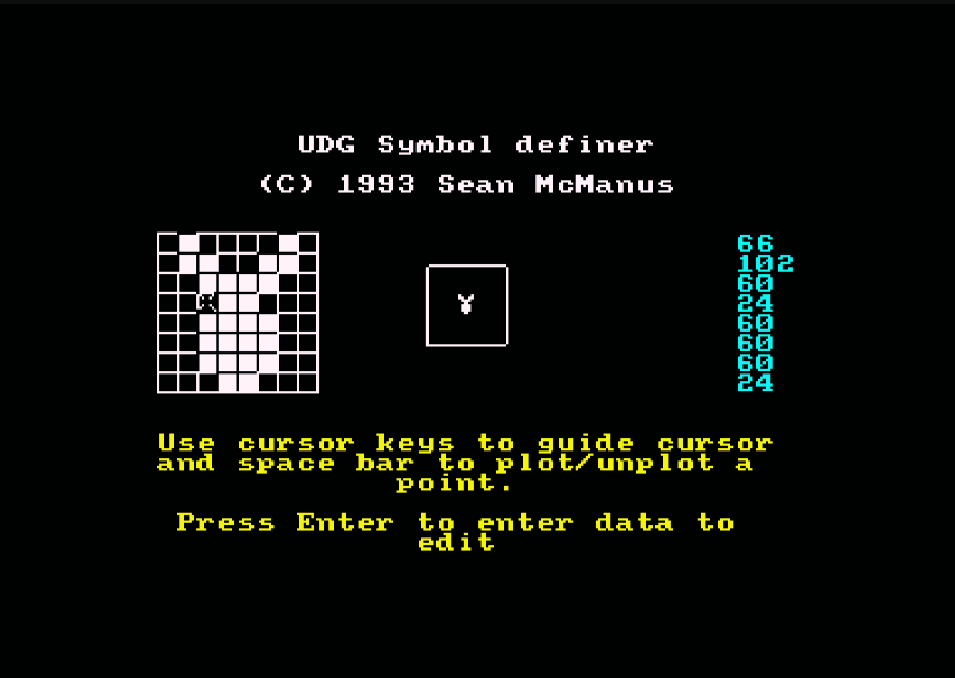 UDG Symbol definer
(C) 1993 Sean McManus
66
102
60
24
60
60
60
24
Use cursor keys to guide cursor
and space bar to plot/unplot a
point.
Press Enter to enter data to
edit